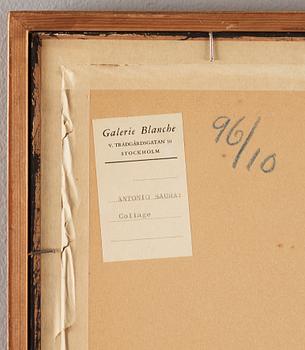 Galerie Blanche
V. TRÄDGÅRDSGATAN 10
STOCKHOLM
96/10
ANTONIO SAURA:
Collage